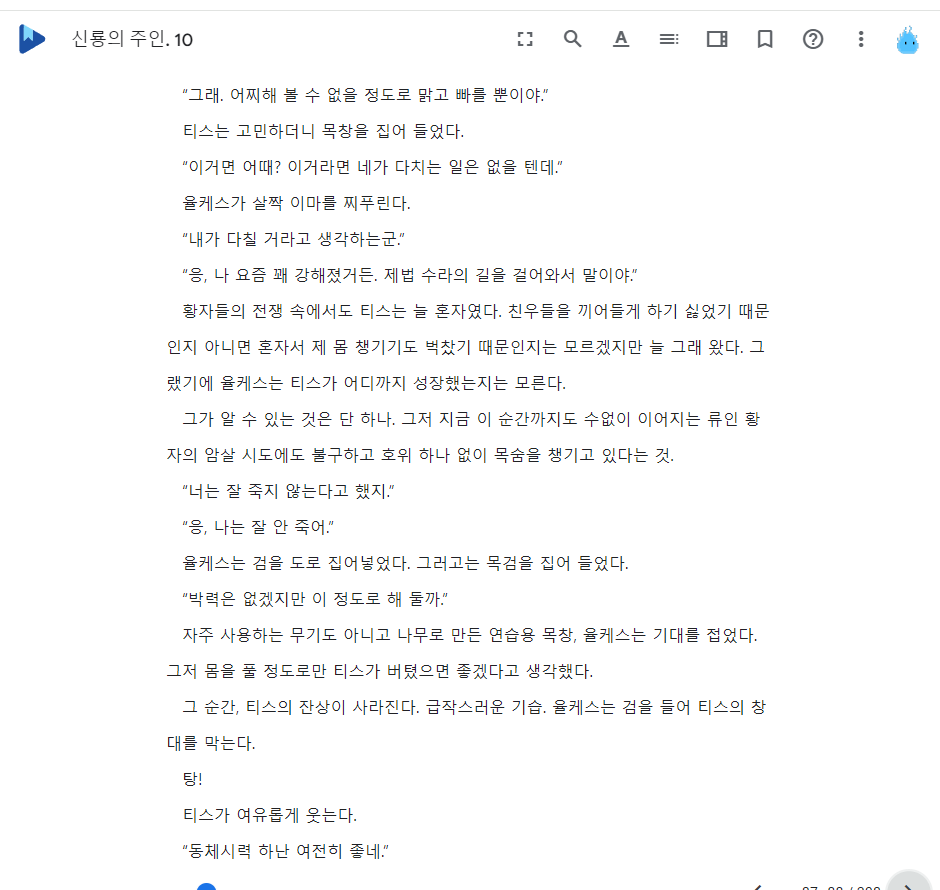 신룡의 주인. 10
“그래. 어찌해 볼 수 없을 정도로 맑고 빠를 뿐이야.”
티스는 고민하더니 목창을 집어 들었다.
“이거면 어때? 이거라면 네가 다치는 일은 없을 텐데.”
율케스가 살짝 이마를 찌푸린다.
“내가 다칠 거라고 생각하는군.”
“응, 나 요즘 꽤 강해졌거든. 제법 수라의 길을 걸어와서 말이야.”
황자들의 전쟁 속에서도 티스는 늘 혼자였다. 친우들을 끼어들게 하기 싫었기 때문
인지 아니면 혼자서 제 몸 챙기기도 벅찼기 때문인지는 모르겠지만 늘 그래 왔다. 그
랬기에 율케스는 티스가 어디까지 성장했는지는 모른다.
그가 알 수 있는 것은 단 하나. 그저 지금 이 순간까지도 수없이 이어지는 류인 황
자의 암살 시도에도 불구하고 호위 하나 없이 목숨을 챙기고 있다는 것.
“너는 잘 죽지 않는다고 했지.”
“응, 나는 잘 안 죽어.”
율케스는 검을 도로 집어넣었다. 그러고는 목검을 집어 들었다.
“박력은 없겠지만 이 정도로 해 둘까.”
자주 사용하는 무기도 아니고 나무로 만든 연습용 목창, 율케스는 기대를 접었다.
그저 몸을 풀 정도로만 티스가 버텼으면 좋겠다고 생각했다.
그 순간, 티스의 잔상이 사라진다. 급작스러운 기습. 율케스는 검을 들어 티스의 창
대를 막는다.
탕!
티스가 여유롭게 웃는다.
“동체시력 하난 여전히 좋네.”